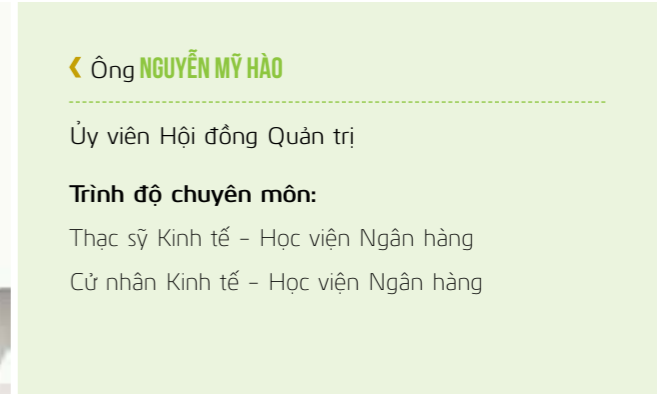 Ông NGUYỄN MỸ HÀO
Ủy viên Hội đồng Quản trị
Trình độ chuyên môn:
Thạc sỹ Kinh tế – Học viện Ngân hàng
Cử nhân Kinh tế – Học viện Ngân hàng